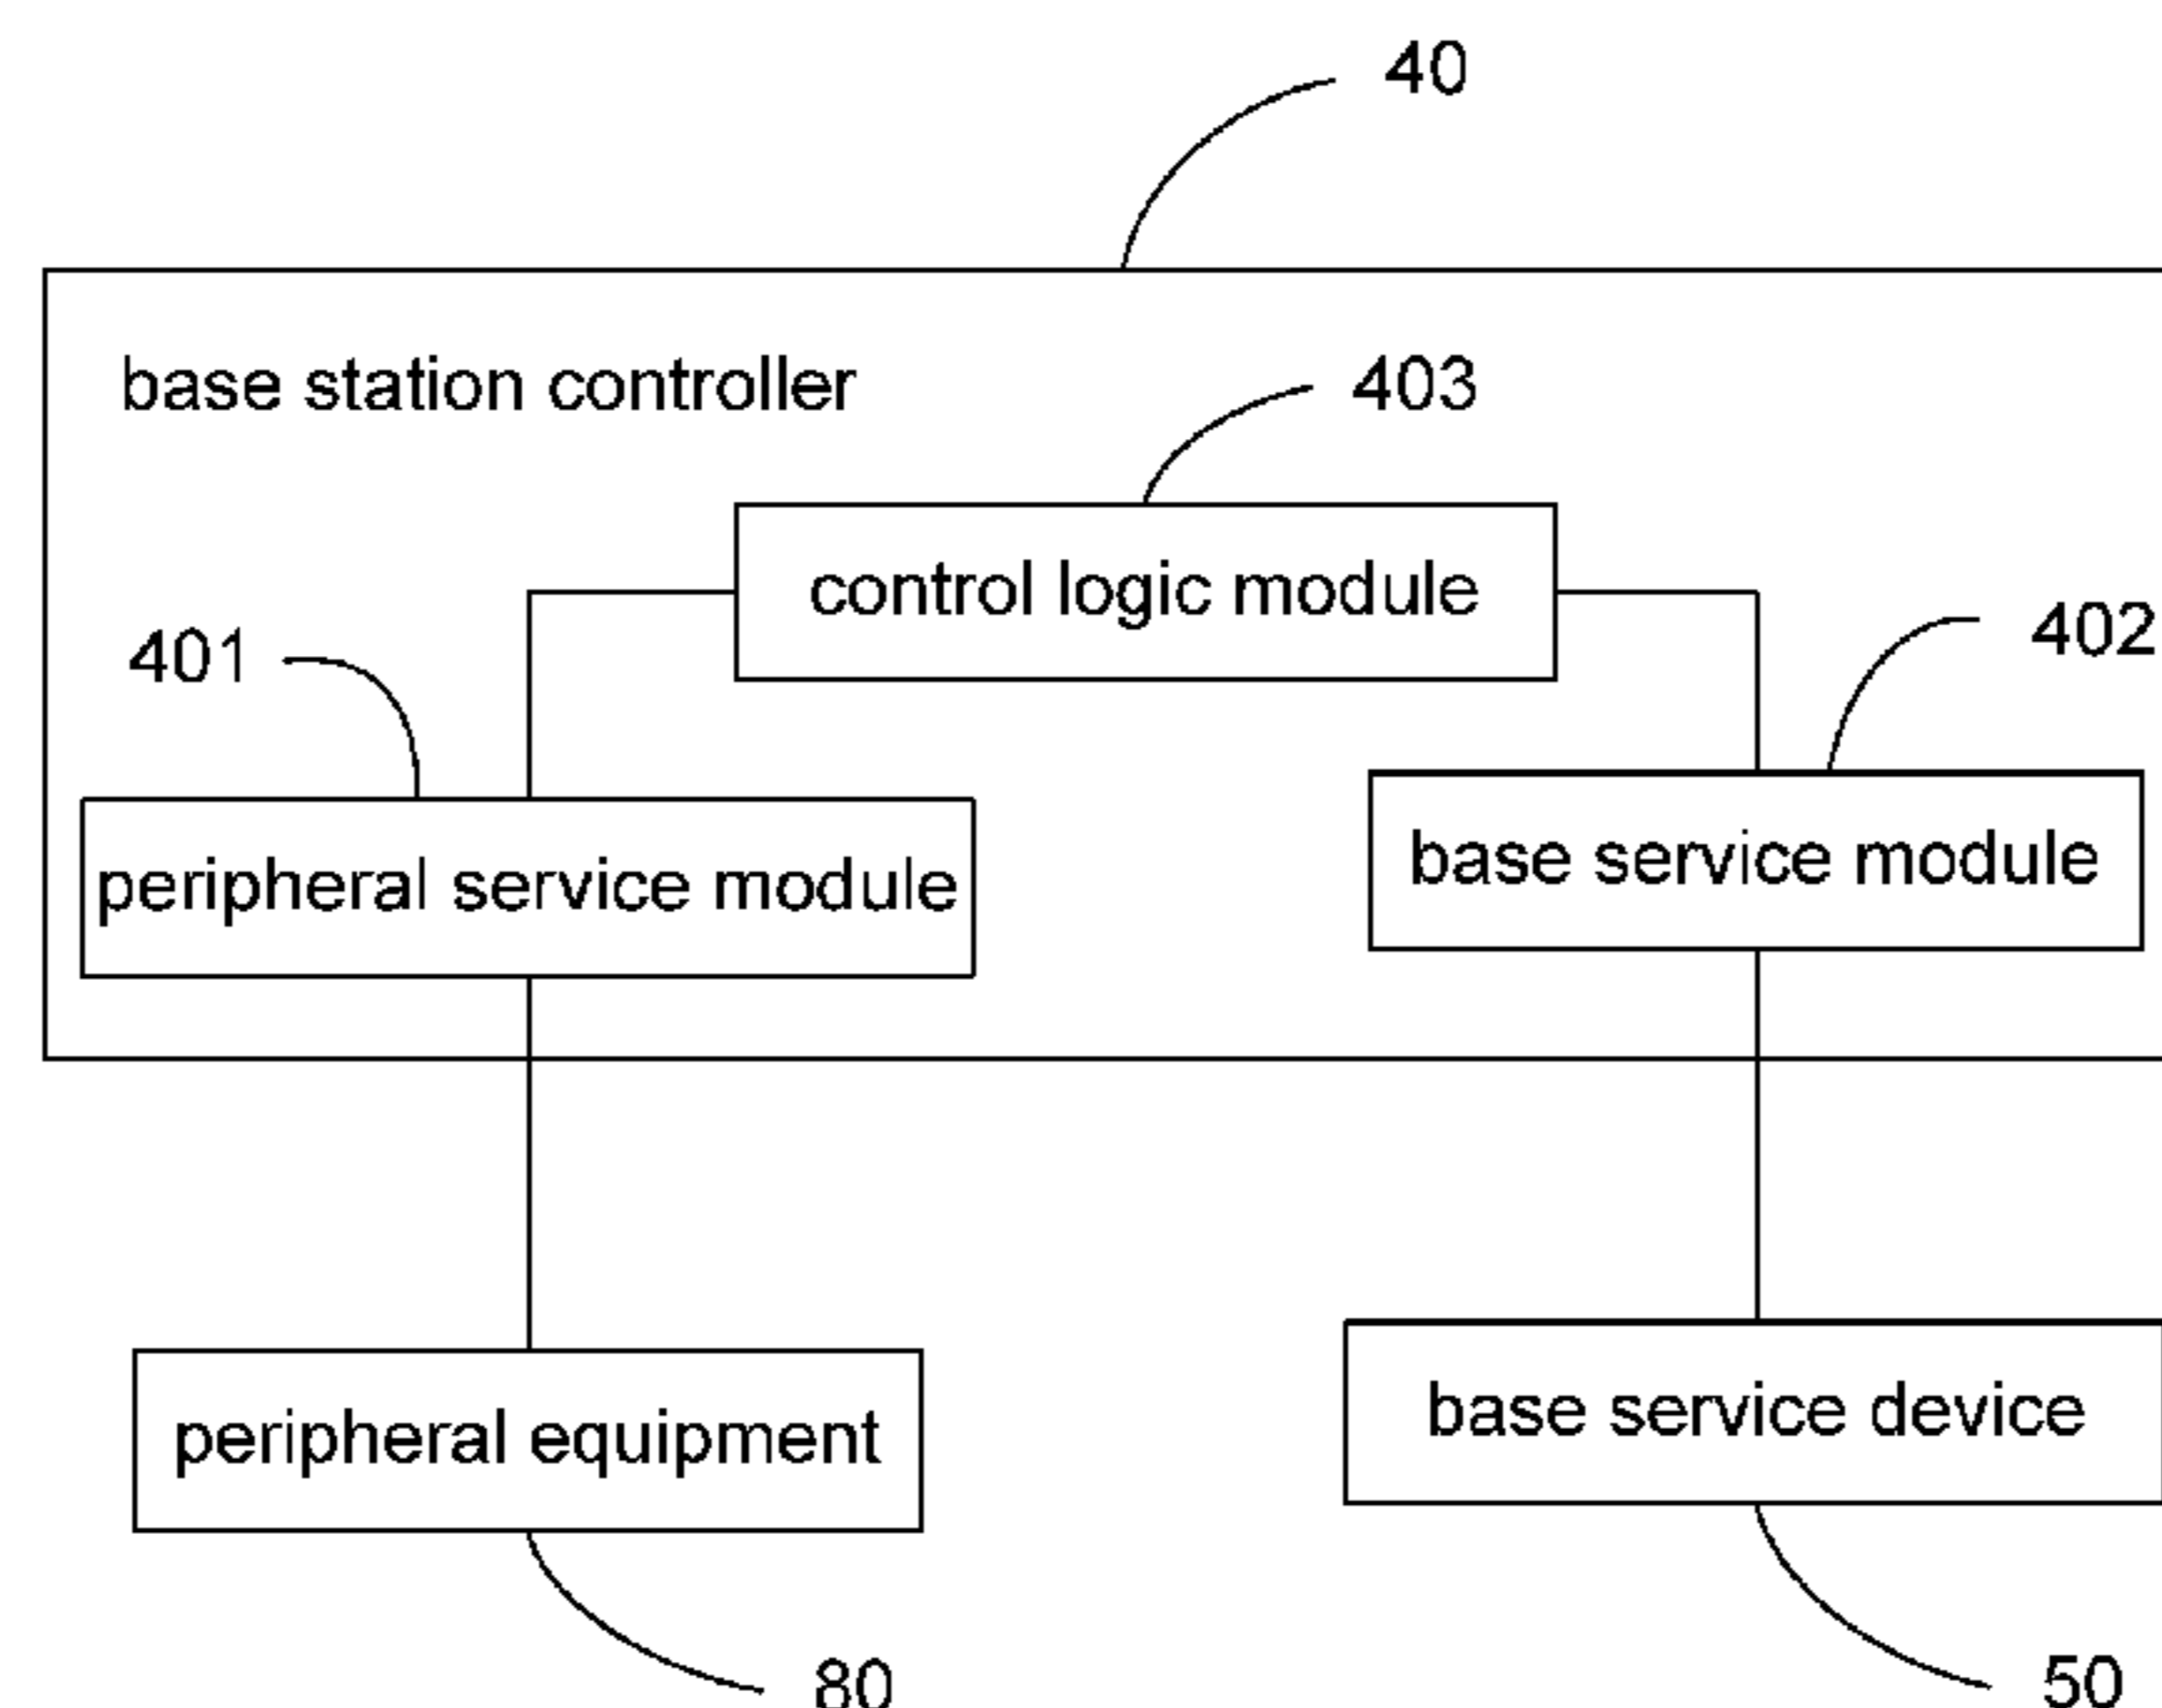 40
base station controller
403
control logic module
401
402
peripheral service module
base service module
peripheral equipment
base service device
80
50